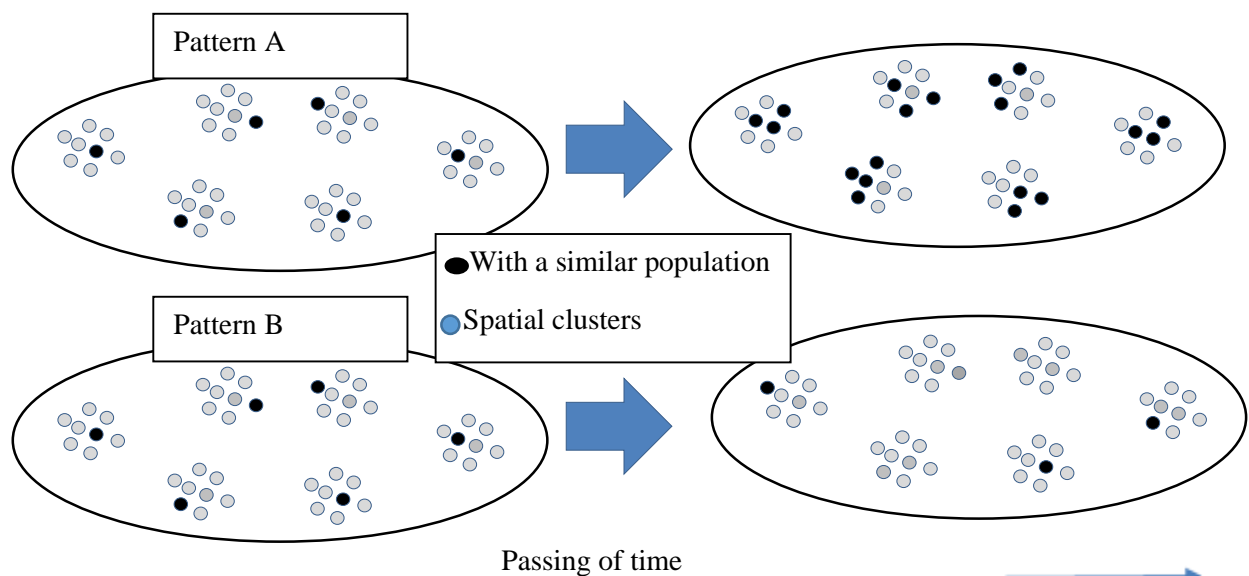 Pattern A
With a similar population
Spatial clusters
Pattern B
Passing of time